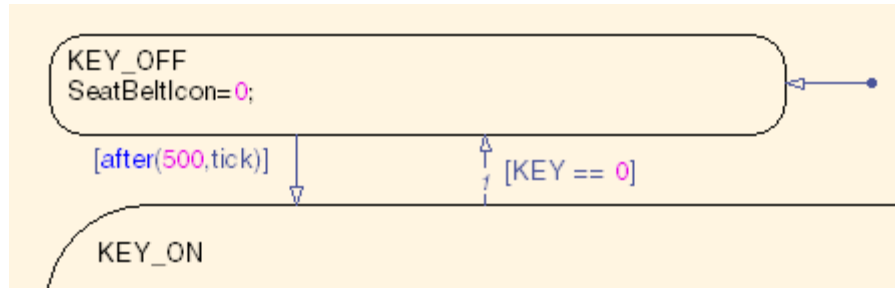 KEY_OFF
SeatBeltIcon=0;
[after(500,tick)]
1
[KEY == 0]
KEY_ON